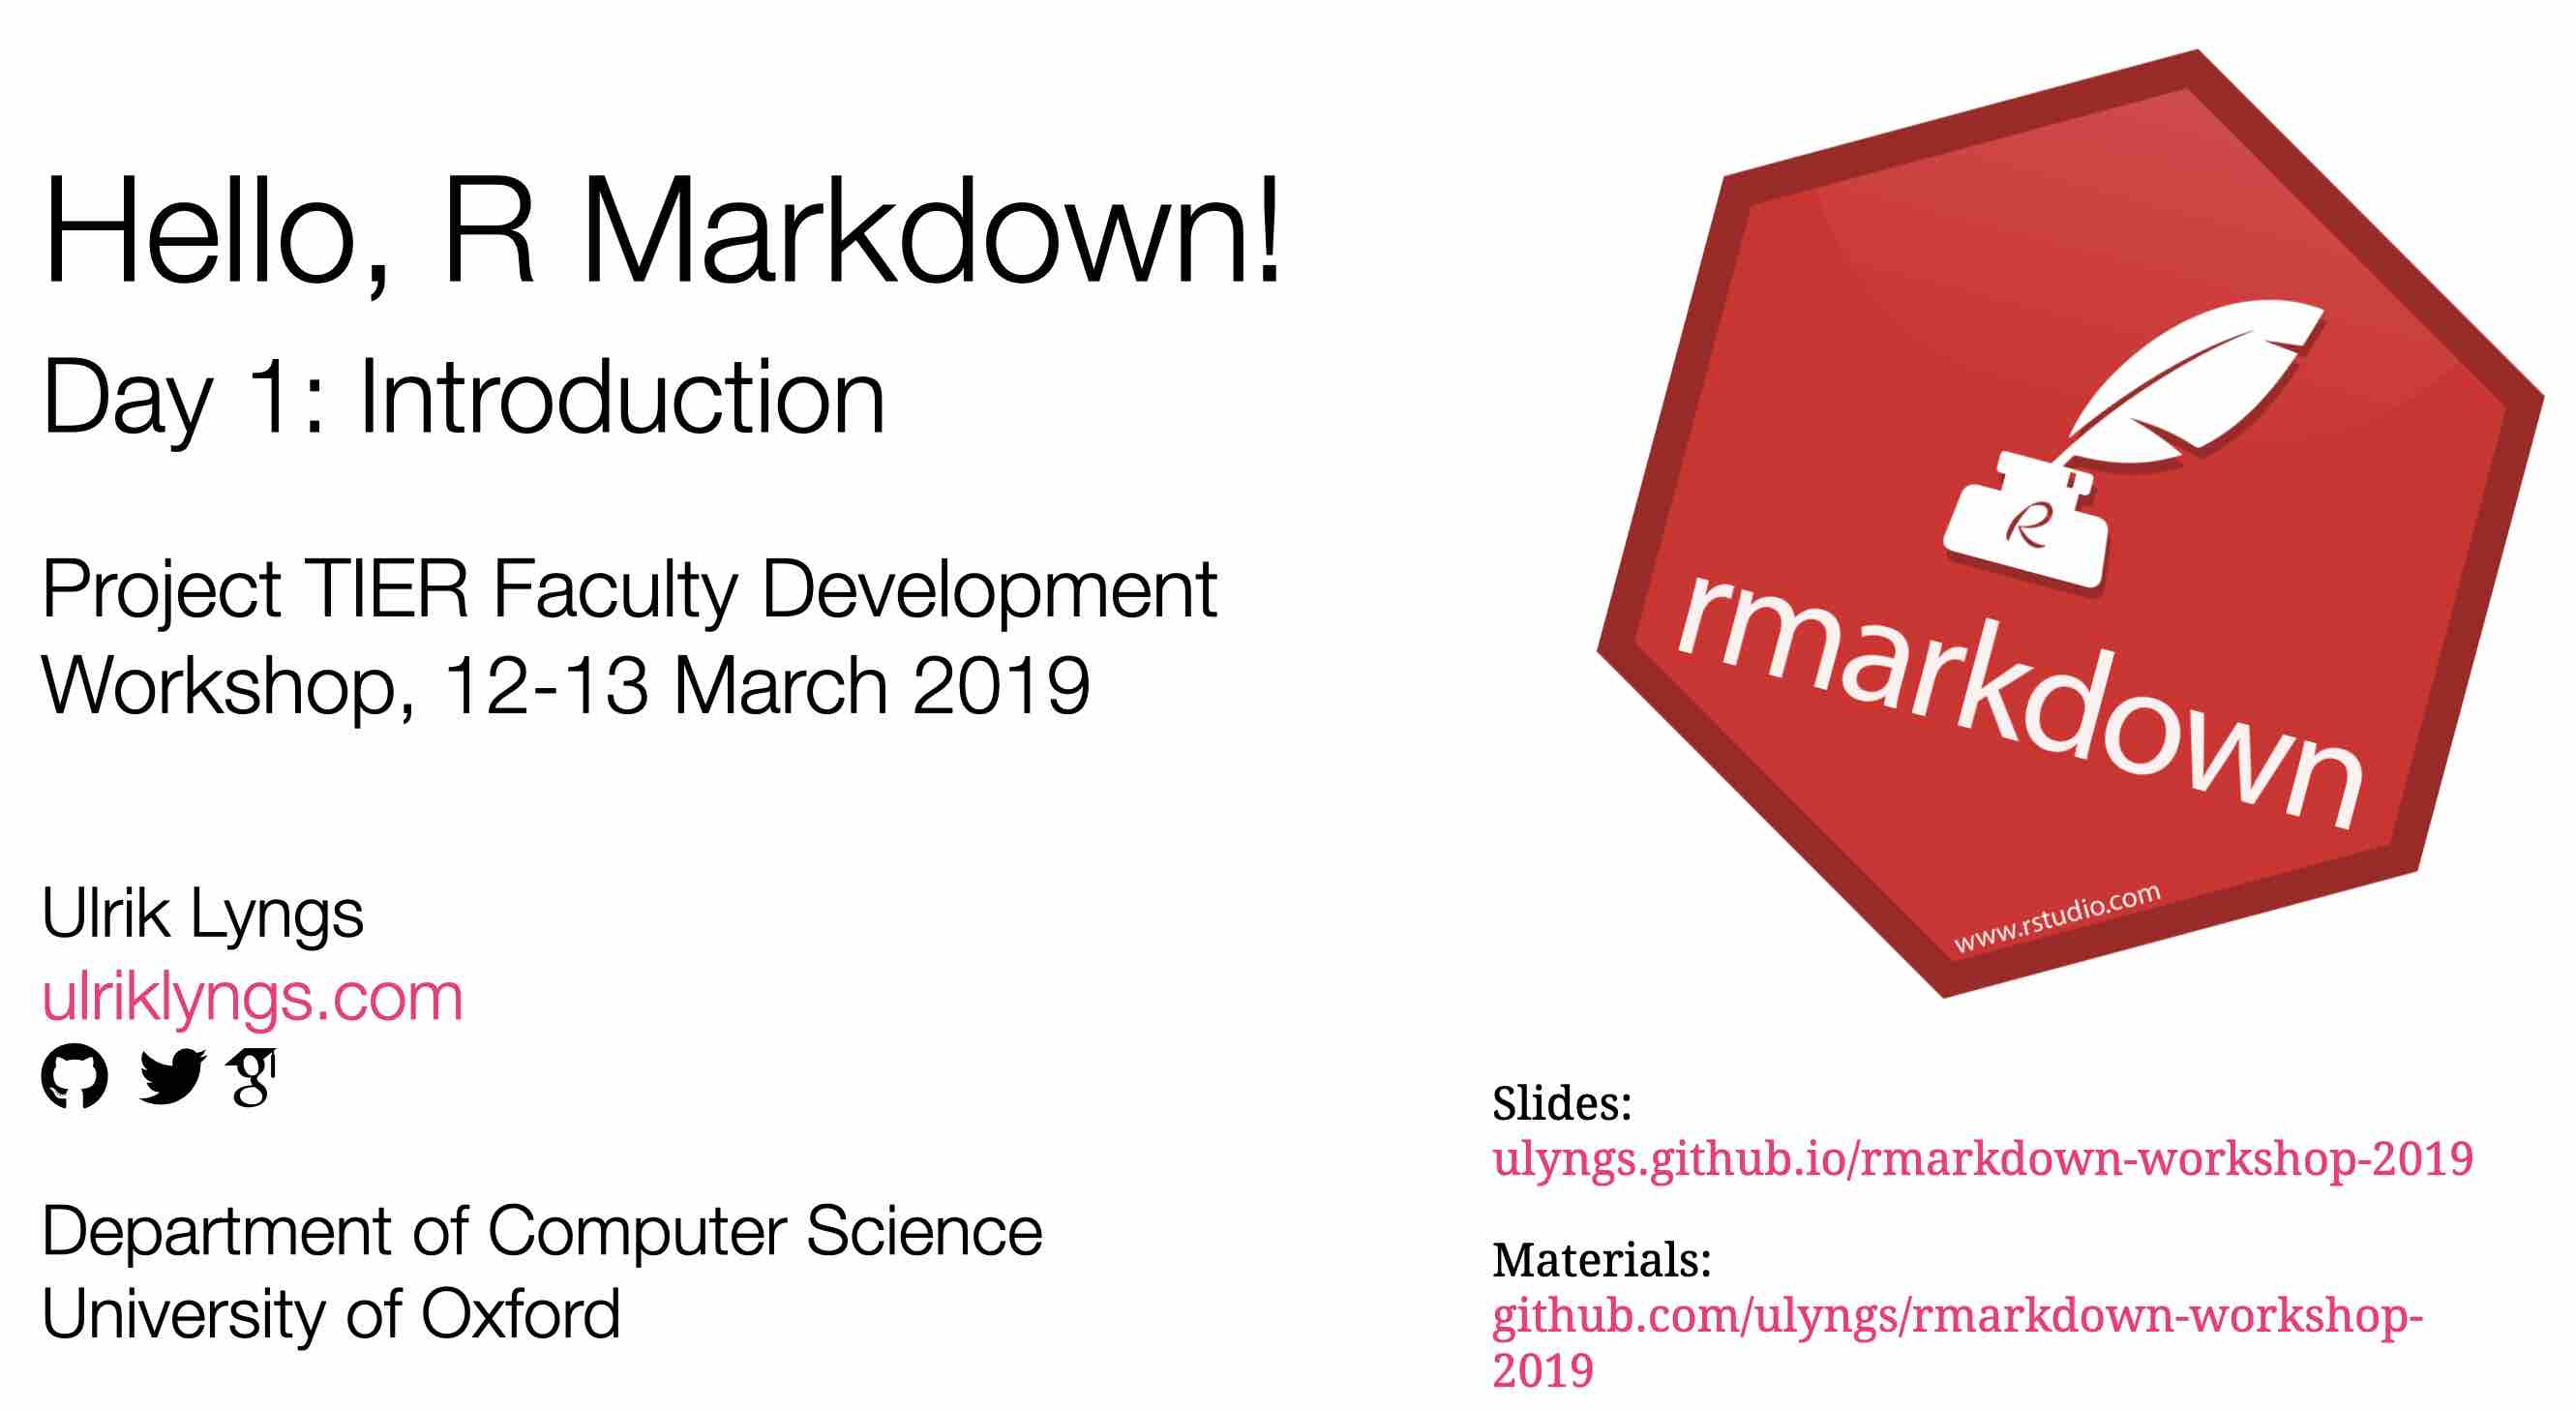 Hello, R Markdown!
Day 1: Introduction
Project TIER Faculty Development
Workshop, 12-13 March 2019
Ulrik Lyngs
ulriklyngs.com
Department of Computer Science
University of Oxford
R
rmarkdown
www.rstudio.com
Slides:
ulyngs.github.io/rmarkdown-workshop-2019
Materials:
github.com/ulyngs/rmarkdown-workshop-
2019